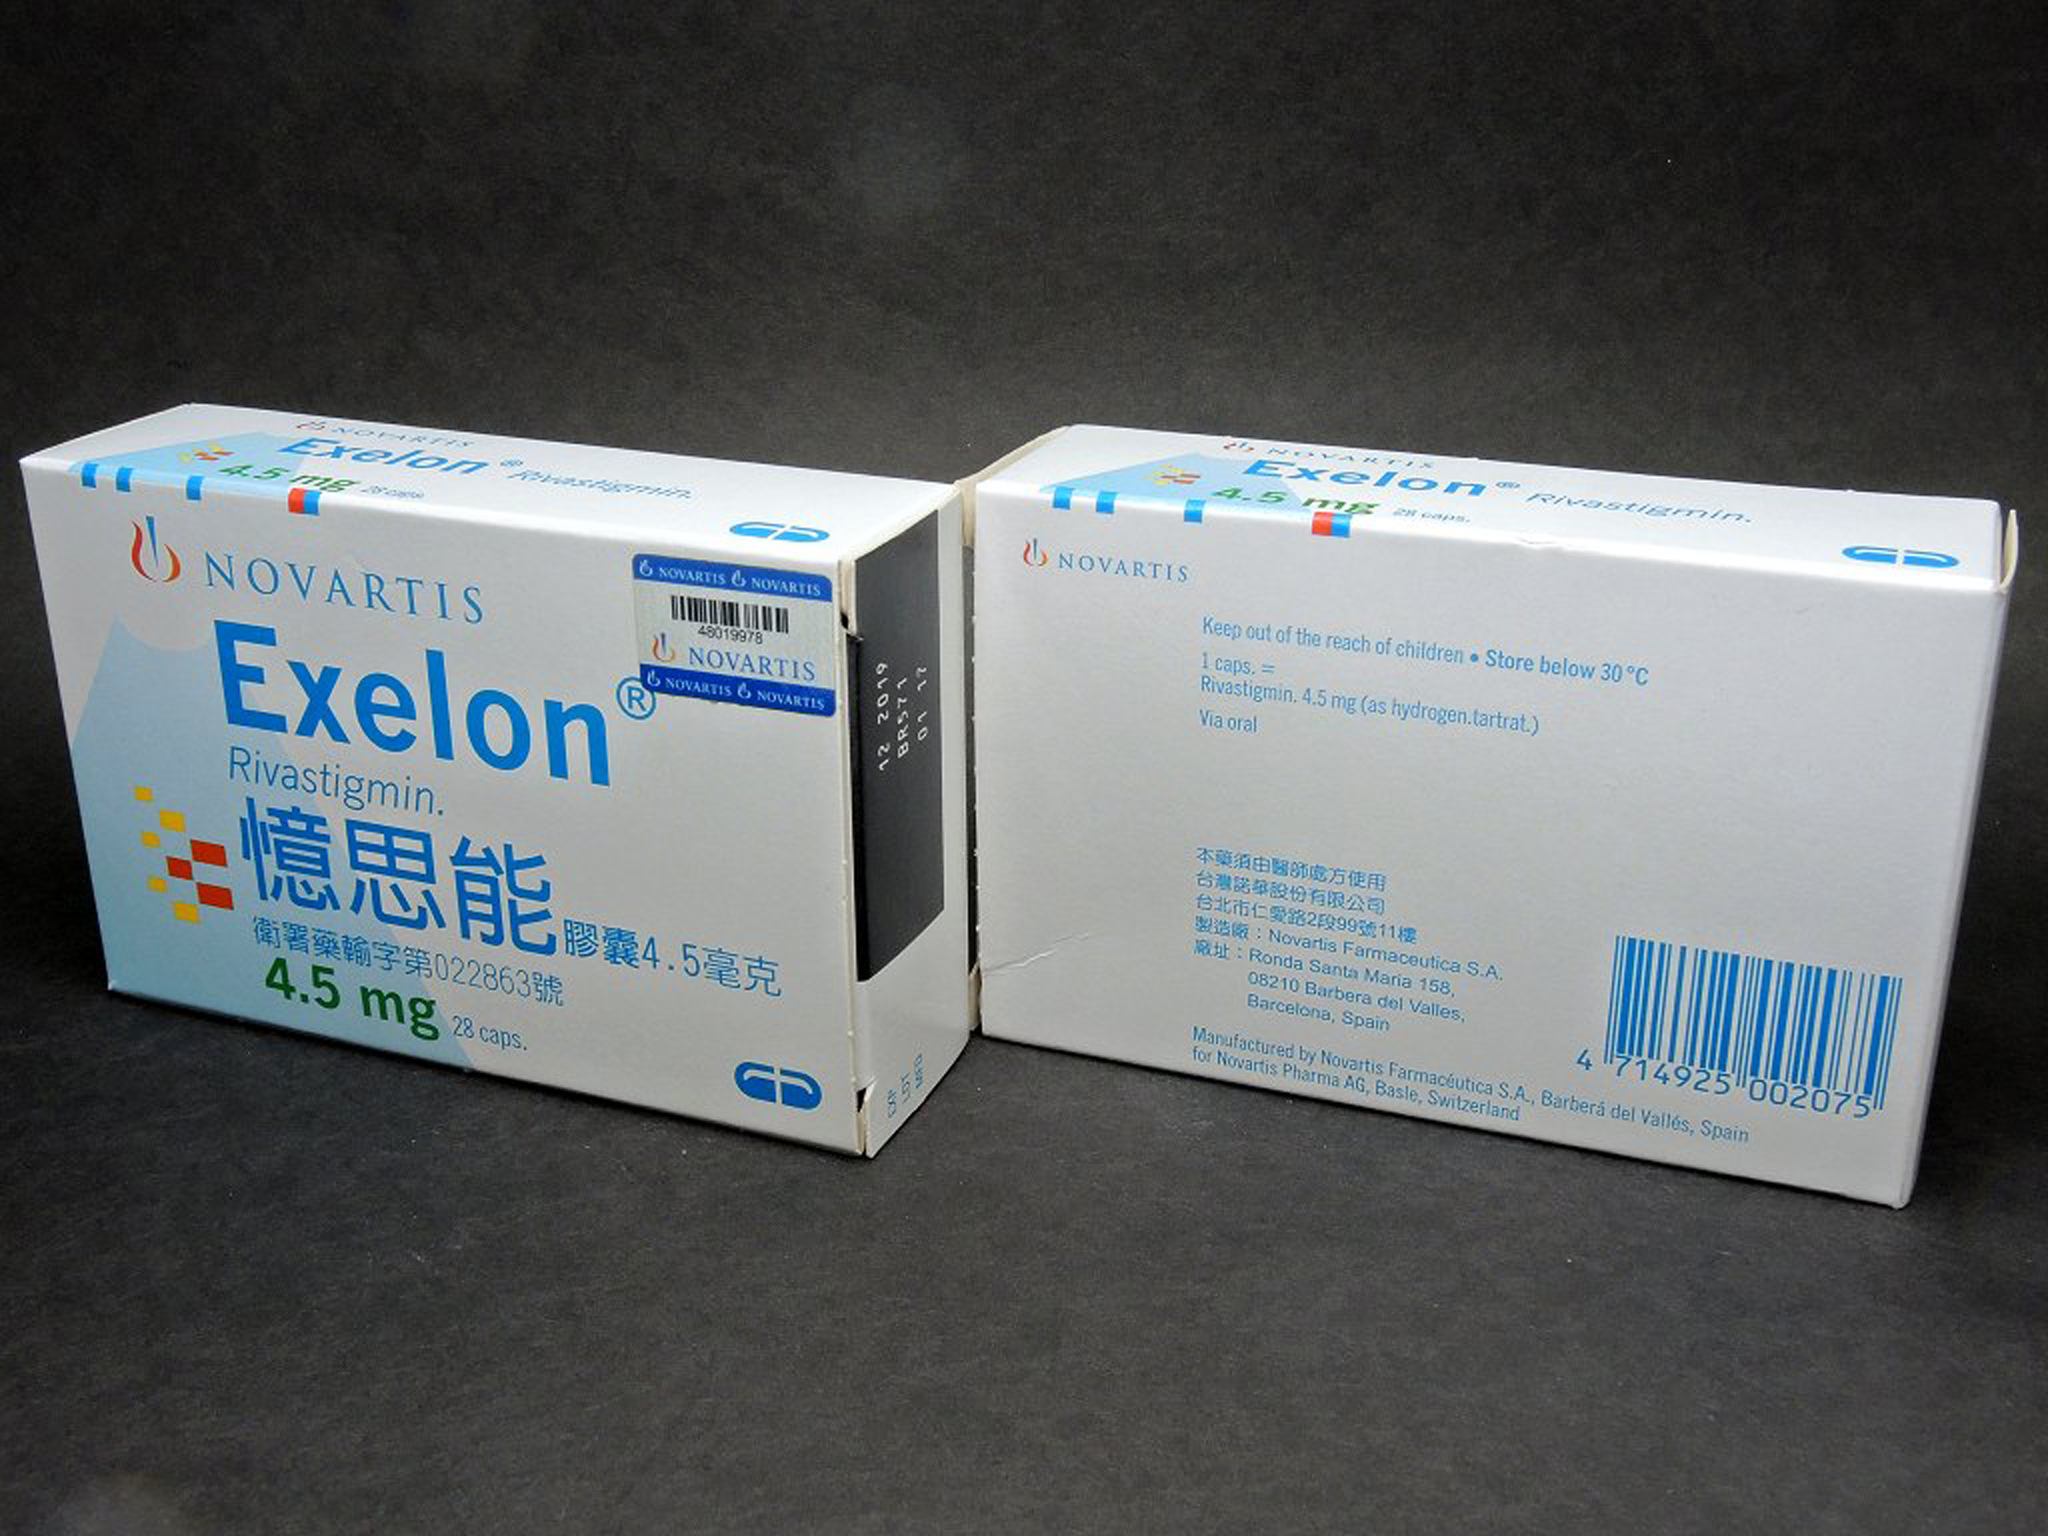 NOVARTIS
Exelon® Rivastigmin.
4.5 mg 28 caps.
NOVARTIS
Exelon®
Rivastigmin.
憶思能膠囊4.5毫克
衛署藥輸字第022863號
4.5 mg 28 caps.
NOVARTIS NOVARTIS
48019978
NOVARTIS
NOVARTIS NOVARTIS
12 2019
BR571
01 17
EXP
LOT
MFD
NOVARTIS
Exelon® Rivastigmin.
4.5 mg 28 caps.
NOVARTIS
Keep out of the reach of children • Store below 30 °C
1 caps. =
Rivastigmin. 4.5 mg (as hydrogen.tartrat.)
Via oral
本藥須由醫師處方使用
台灣諾華股份有限公司
台北市仁愛路2段99號11樓
製造廠：Novartis Farmaceutica S.A.
廠址：Ronda Santa Maria 158,
08210 Barbera del Valles,
Barcelona, Spain
Manufactured by Novartis Farmacéutica S.A., Barberá del Vallés, Spain
for Novartis Pharma AG, Basle, Switzerland
4 714925 002075